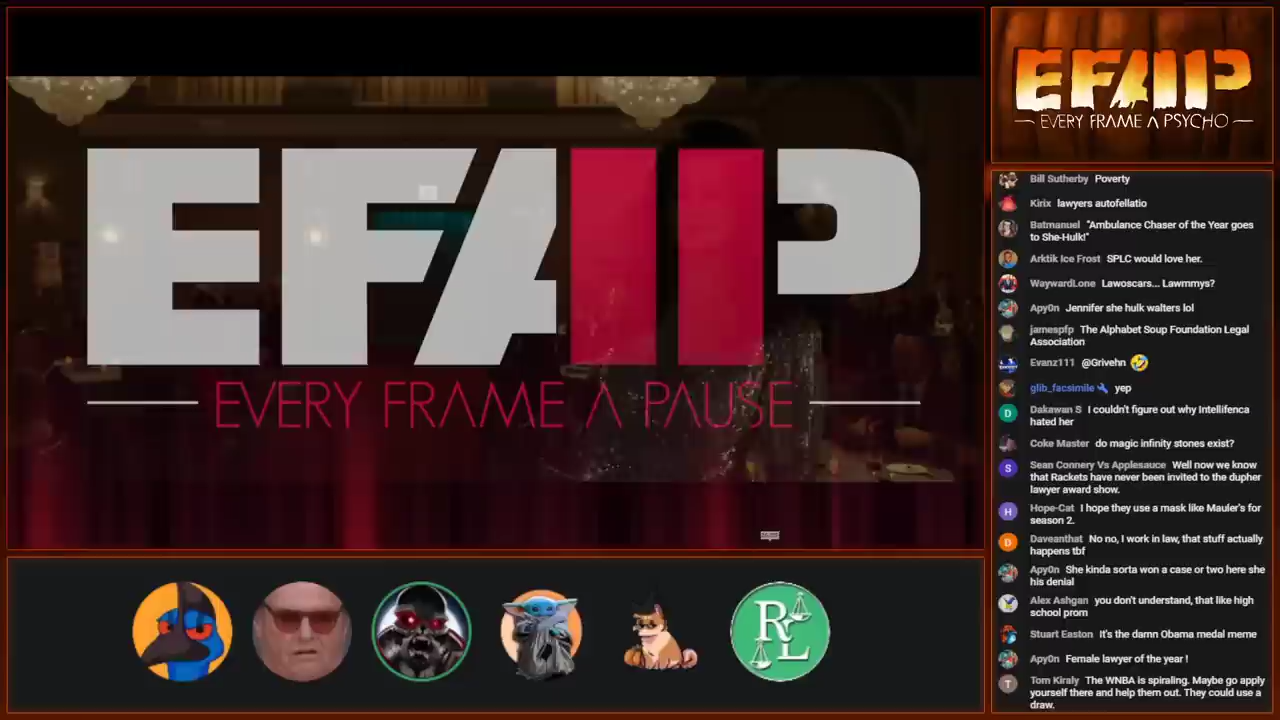 EFAIIP
EVERY FRAME A PAUSE
EFAIIP
EVERY FRAME A PSYCHO
Bill Sutherby Poverty
Kirix lawyers autofellatio
Batmanuel "Ambulance Chaser of the Year goes
to She-Hulk!"
Arktik Ice Frost SPLC would love her.
WaywardLone Lawoscars... Lawmmys?
Apy0n Jennifer she hulk walters lol
jamespfp The Alphabet Soup Foundation Legal
Association
Evanz111 @Grivehn 🤣
glib_facsimile yep
D
Dakawan S I couldn't figure out why Intellifenca
hated her
Coke Master do magic infinity stones exist?
S
Sean Connery Vs Applesauce Well now we know
that Rackets have never been invited to the dupher
lawyer award show.
H
Hope-Cat I hope they use a mask like Mauler's for
season 2.
D
Daveanthat No no, I work in law, that stuff actually
happens tbf
Apy0n She kinda sorta won a case or two here she
his denial
Alex Ashgan you don't understand, that like high
school prom
Stuart Easton It's the damn Obama medal meme
Apy0n Female lawyer of the year !
T
Tom Kiraly The WNBA is spiraling. Maybe go apply
yourself there and help them out. They could use a
draw.
RL